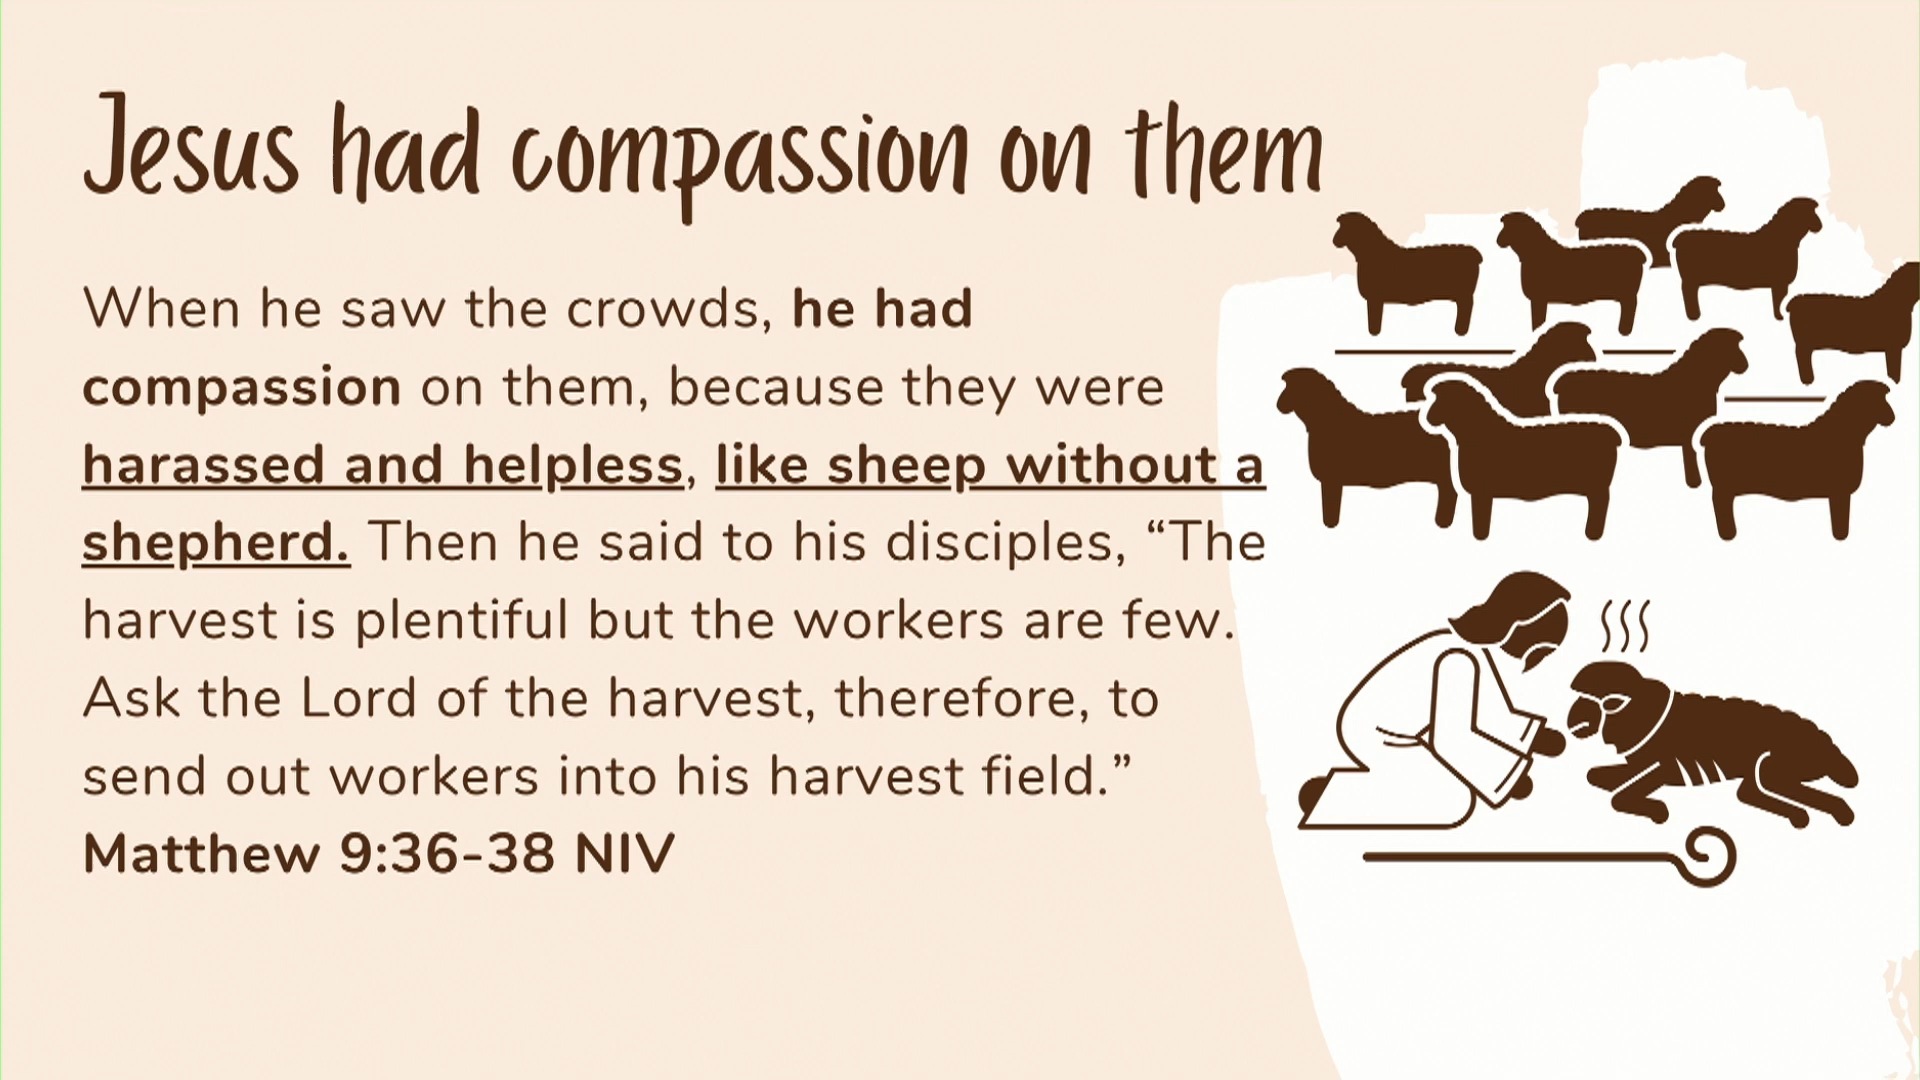 Jesus had compassion on them
When he saw the crowds, he had
compassion on them, because they were
harassed and helpless, like sheep without a
shepherd. Then he said to his disciples, “The
harvest is plentiful but the workers are few.
Ask the Lord of the harvest, therefore, to
send out workers into his harvest field.”
Matthew 9:36-38 NIV